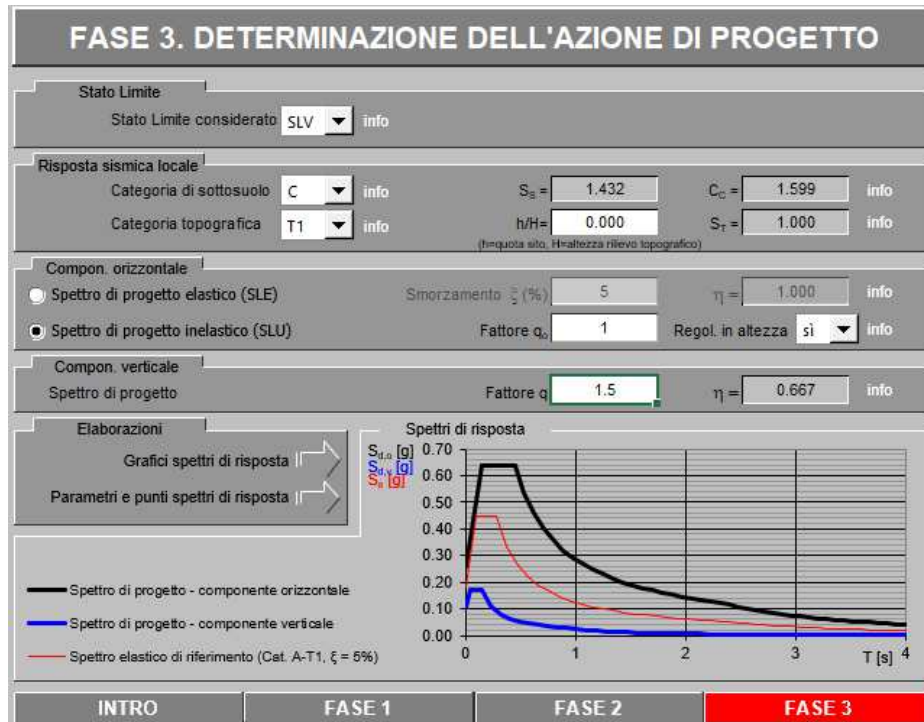 FASE 3. DETERMINAZIONE DELL'AZIONE DI PROGETTO
Stato Limite
Stato Limite considerato SLV info
Risposta sismica locale
Categoria di sottosuolo C info SS = 1.432 CC = 1.599 info
Categoria topografica T1 info h/H= 0.000 ST = 1.000 info
(h=quota sito, H=altezza rilievo topografico)
Compon. orizzontale
Spettro di progetto elastico (SLE) Smorzamento ξ (%) 5 η = 1.000 info
Spettro di progetto inelastico (SLU) Fattore qo 1 Regol. in altezza sì info
Compon. verticale
Spettro di progetto Fattore q 1.5 η = 0.667 info
Elaborazioni
Grafici spettri di risposta
Parametri e punti spettri di risposta
Spettri di risposta
Sd,o [g]
Sd,v [g]
Se [g]
0.70
0.60
0.50
0.40
0.30
0.20
0.10
0.00
0 1 2 3 T [s] 4
Spettro di progetto - componente orizzontale
Spettro di progetto - componente verticale
Spettro elastico di riferimento (Cat. A-T1, ξ = 5%)
INTRO FASE 1 FASE 2 FASE 3